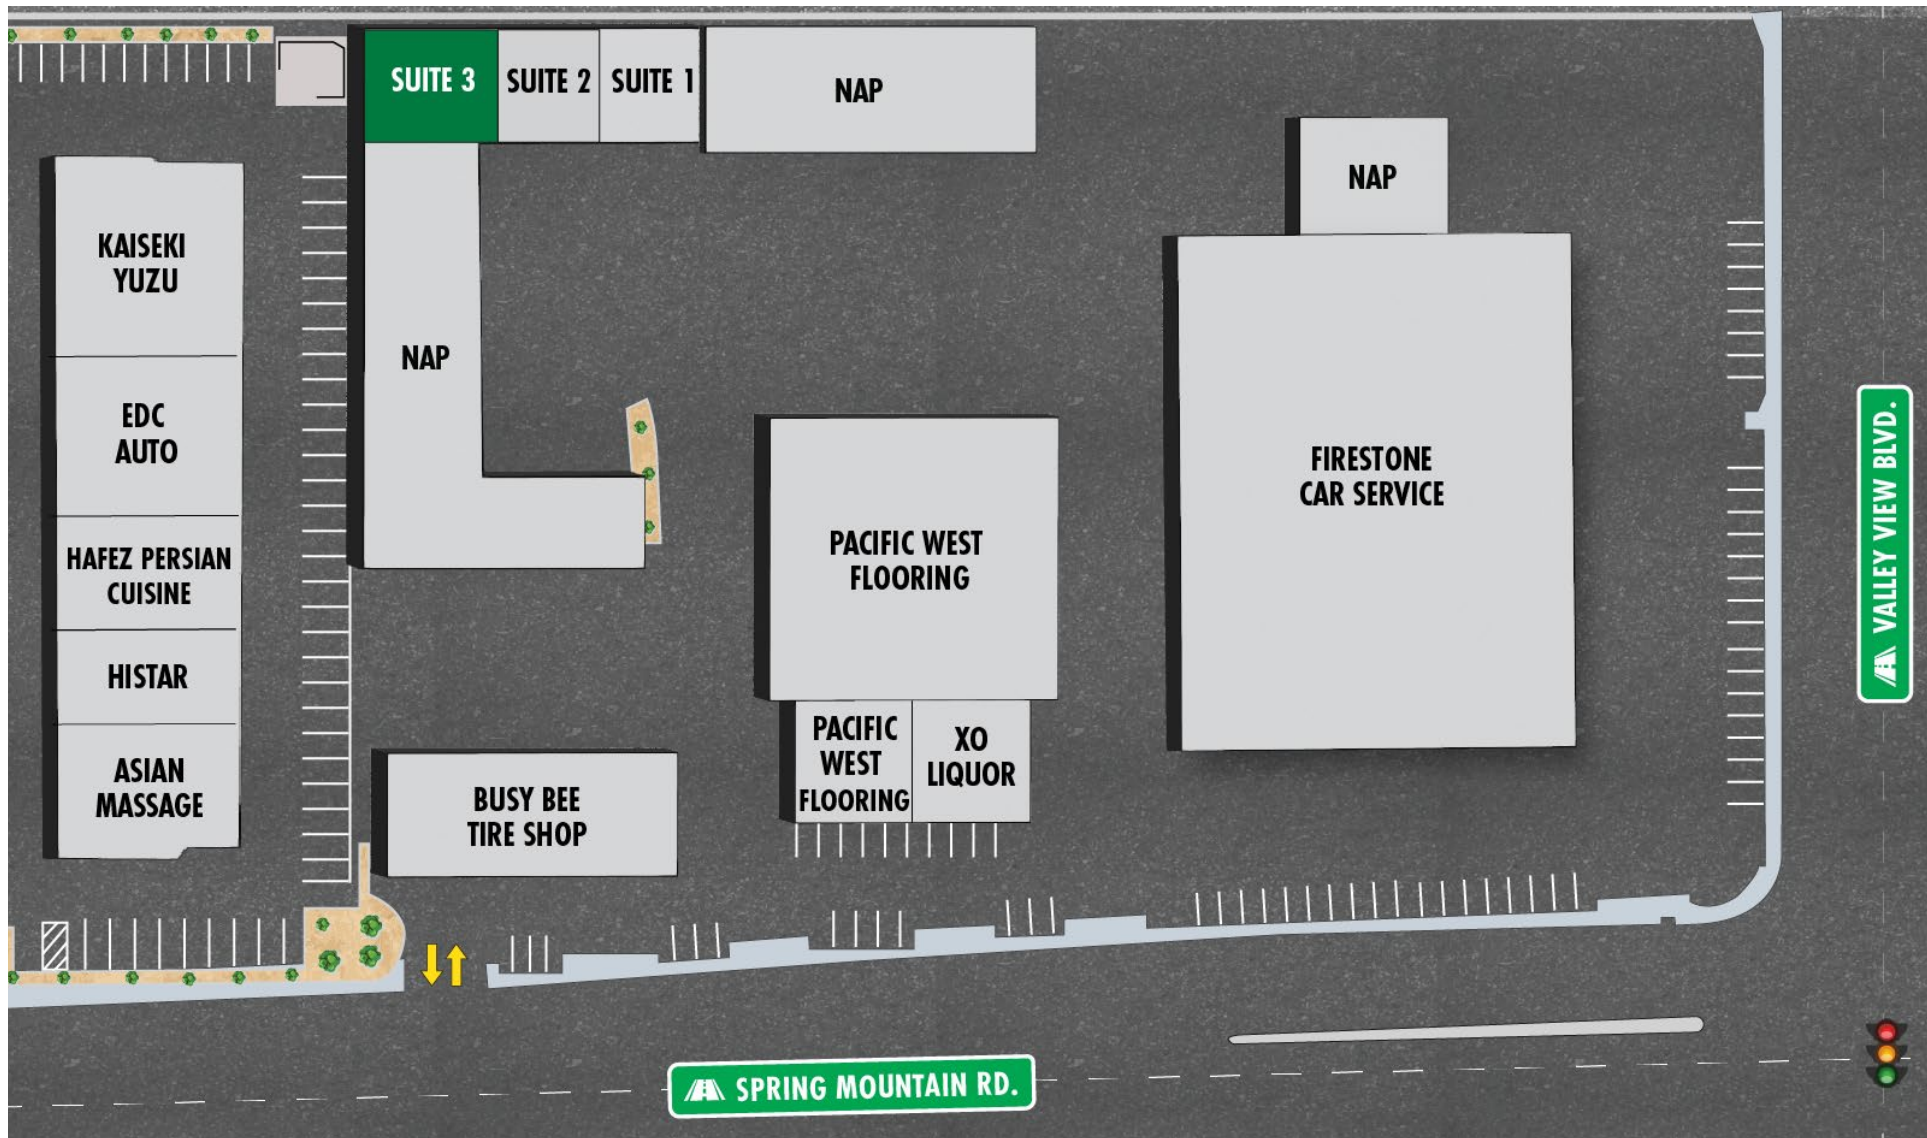 SUITE 3
SUITE 2
SUITE 1
NAP
NAP
KAISEKI
YUZU
NAP
EDC
AUTO
FIRESTONE
CAR SERVICE
HAFEZ PERSIAN
CUISINE
PACIFIC WEST
FLOORING
VALLEY VIEW BLVD.
HISTAR
PACIFIC
WEST
FLOORING
XO
LIQUOR
ASIAN
MASSAGE
BUSY BEE
TIRE SHOP
SPRING MOUNTAIN RD.